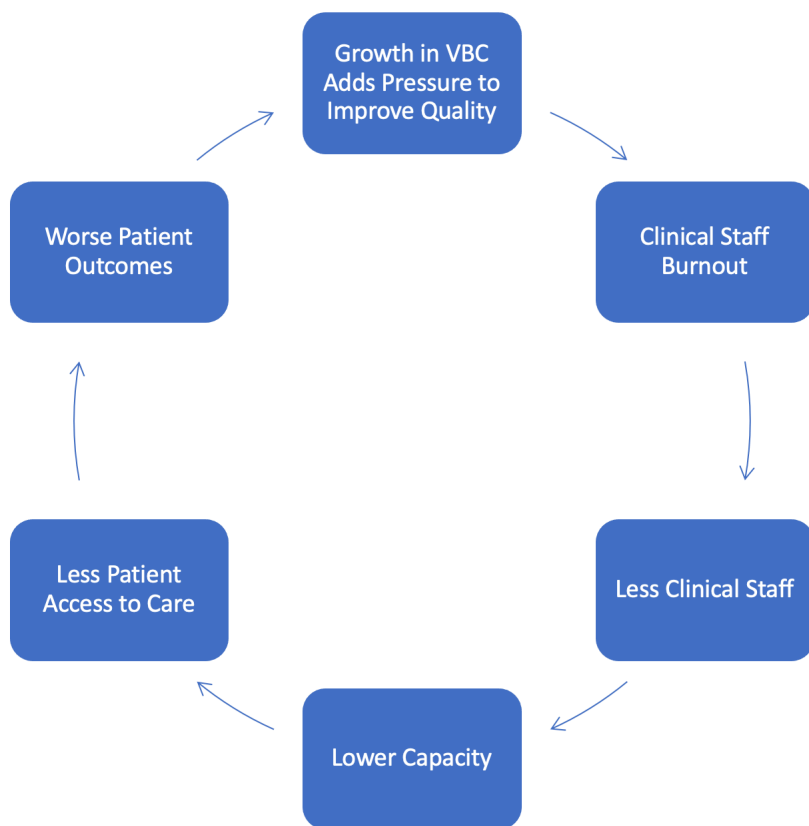 Growth in VBC
Adds Pressure to
Improve Quality
Clinical Staff
Burnout
Less Clinical Staff
Lower Capacity
Less Patient
Access to Care
Worse Patient
Outcomes